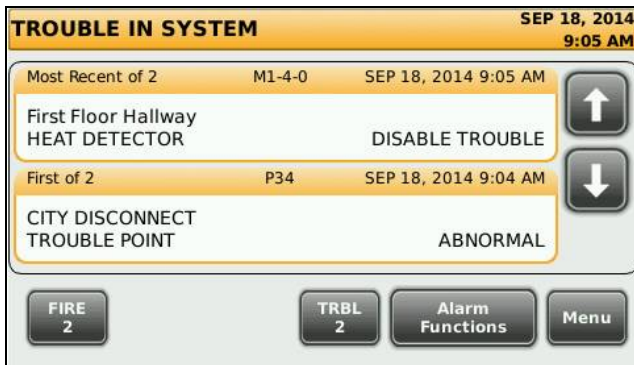 TROUBLE IN SYSTEM
SEP 18, 2014
9:05 AM
Most Recent of 2 M1-4-0 SEP 18, 2014 9:05 AM
First Floor Hallway
HEAT DETECTOR DISABLE TROUBLE
First of 2 P34 SEP 18, 2014 9:04 AM
CITY DISCONNECT
TROUBLE POINT ABNORMAL
FIRE
2
TRBL
2
Alarm
Functions
Menu